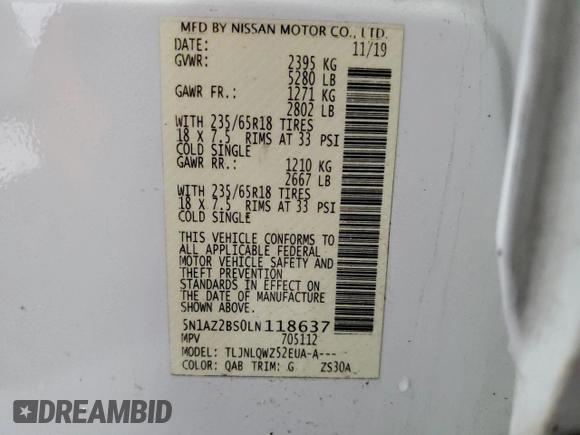 MFD BY NISSAN MOTOR CO., LTD.
DATE: 11/19
GVWR: 2395 KG
5280 LB
GAWR FR.: 1271 KG
2802 LB
WITH 235/65R18 TIRES
18 X 7.5 RIMS AT 33 PSI
COLD SINGLE
GAWR RR.: 1210 KG
2667 LB
WITH 235/65R18 TIRES
18 X 7.5 RIMS AT 33 PSI
COLD SINGLE
THIS VEHICLE CONFORMS TO
ALL APPLICABLE FEDERAL
MOTOR VEHICLE SAFETY AND
THEFT PREVENTION
STANDARDS IN EFFECT ON
THE DATE OF MANUFACTURE
SHOWN ABOVE.
5N1AZ2BS0LN118637
MPV 705112
MODEL: TLJNLQWZ52EUA-A---
COLOR: QAB TRIM: G ZS30A
DREAMBID